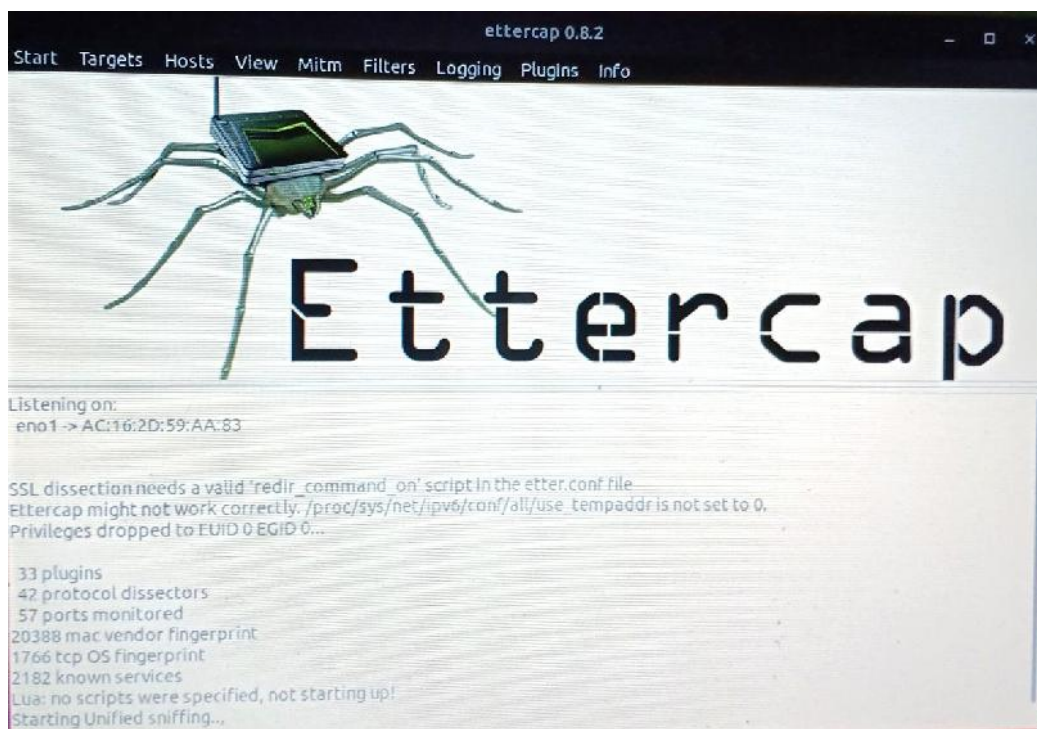 ettercap 0.8.2
Start Targets Hosts View Mitm Filters Logging Plugins Info
Ettercap
Listening on:
eno1 -> AC:16:2D:59:AA:83
SSL dissection needs a valid 'redir_command_on' script in the etter.conf file
Ettercap might not work correctly. /proc/sys/net/ipv6/conf/all/use_tempaddr is not set to 0.
Privileges dropped to EUID 0 EGID 0...
33 plugins
42 protocol dissectors
57 ports monitored
20388 mac vendor fingerprint
1766 tcp OS fingerprint
2182 known services
Lua: no scripts were specified, not starting up!
Starting Unified sniffing...